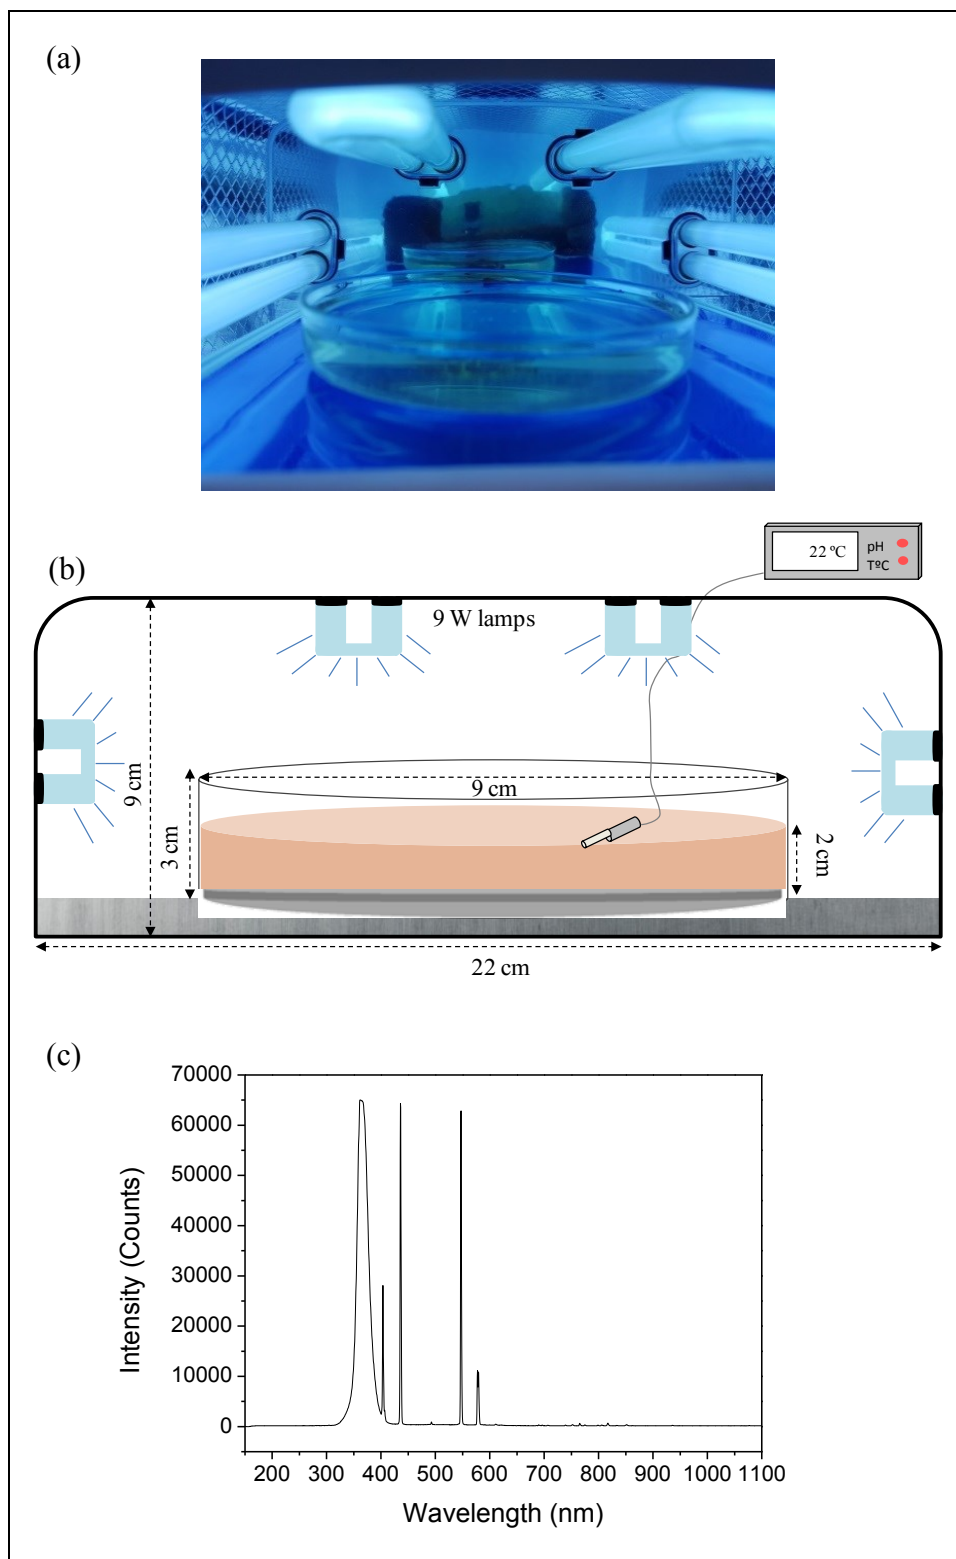 (a)
(b)
22 ºC
pH
TºC
9 W lamps
9 cm
3 cm
9 cm
2 cm
22 cm
(c)
70000
60000
50000
40000
30000
20000
10000
0
Intensity (Counts)
200 300 400 500 600 700 800 900 1000 1100
Wavelength (nm)